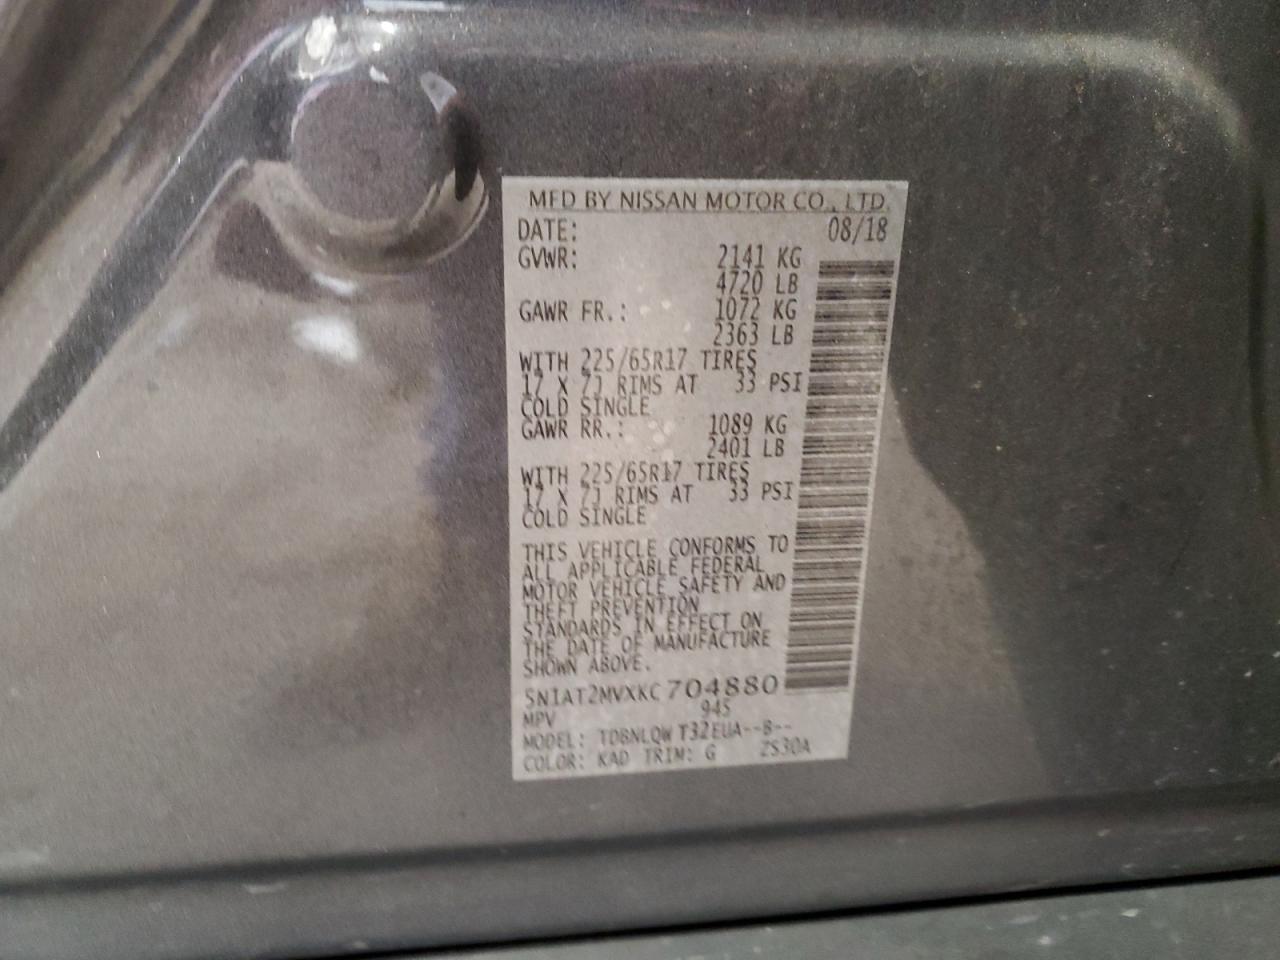 MFD BY NISSAN MOTOR CO., LTD.
DATE: 08/18
GVWR: 2141 KG
4720 LB
GAWR FR.: 1072 KG
2363 LB
WITH 225/65R17 TIRES
17 X 7J RIMS AT 33 PSI
COLD SINGLE
GAWR RR.: 1089 KG
2401 LB
WITH 225/65R17 TIRES
17 X 7J RIMS AT 33 PSI
COLD SINGLE
THIS VEHICLE CONFORMS TO
ALL APPLICABLE FEDERAL
MOTOR VEHICLE SAFETY AND
THEFT PREVENTION
STANDARDS IN EFFECT ON
THE DATE OF MANUFACTURE
SHOWN ABOVE.
5N1AT2MVXKC704880
MPV 945
MODEL: TDBNLQW T32EUA--B--
COLOR: KAD TRIM: G ZS30A